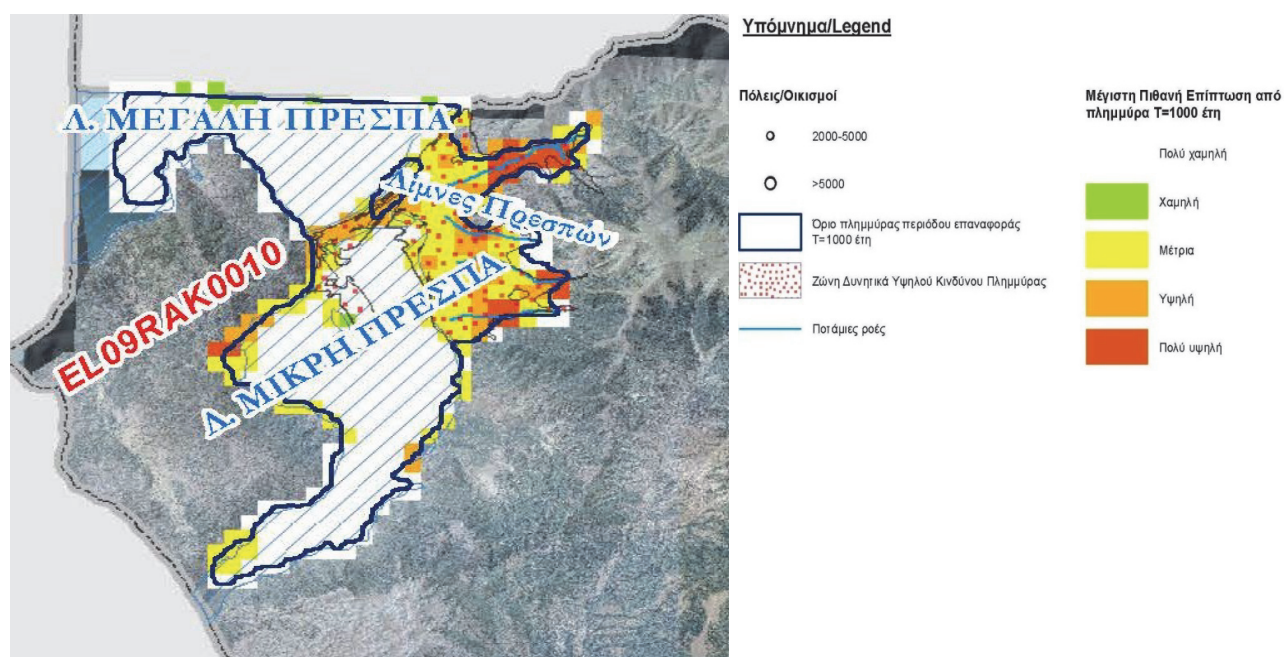 Λ. ΜΕΓΑΛΗ ΠΡΕΣΠΑ
Λίμνες Πρεσπών
EL09RAK0010
Λ. ΜΙΚΡΗ ΠΡΕΣΠΑ
Υπόμνημα/Legend
Πόλεις/Οικισμοί
2000-5000
>5000
Όριο πλημμύρας περιόδου επαναφοράς
T=1000 έτη
Ζώνη Δυνητικά Υψηλού Κινδύνου Πλημμύρας
Ποτάμιες ροές
Μέγιστη Πιθανή Επίπτωση από
πλημμύρα T=1000 έτη
Πολύ χαμηλή
Χαμηλή
Μέτρια
Υψηλή
Πολύ υψηλή